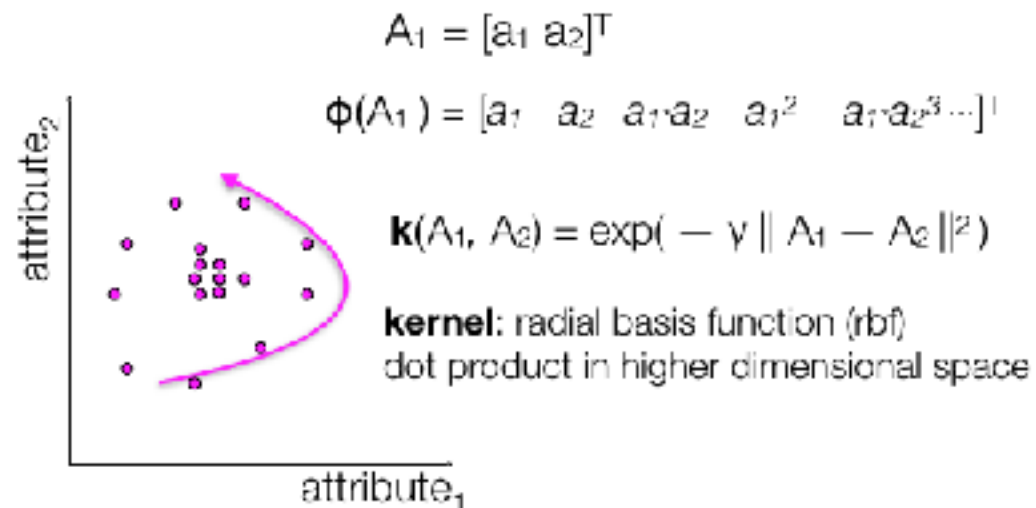 A₁ = [a₁ a₂]ᵀ
ɸ(A₁ ) = [a₁ a₂ a₁·a₂ a₁² a₁·a₂³ ...]ᵀ
attribute₂
k(A₁, A₂) = exp( − γ || A₁ − A₂ ||² )
kernel: radial basis function (rbf)
dot product in higher dimensional space
attribute₁